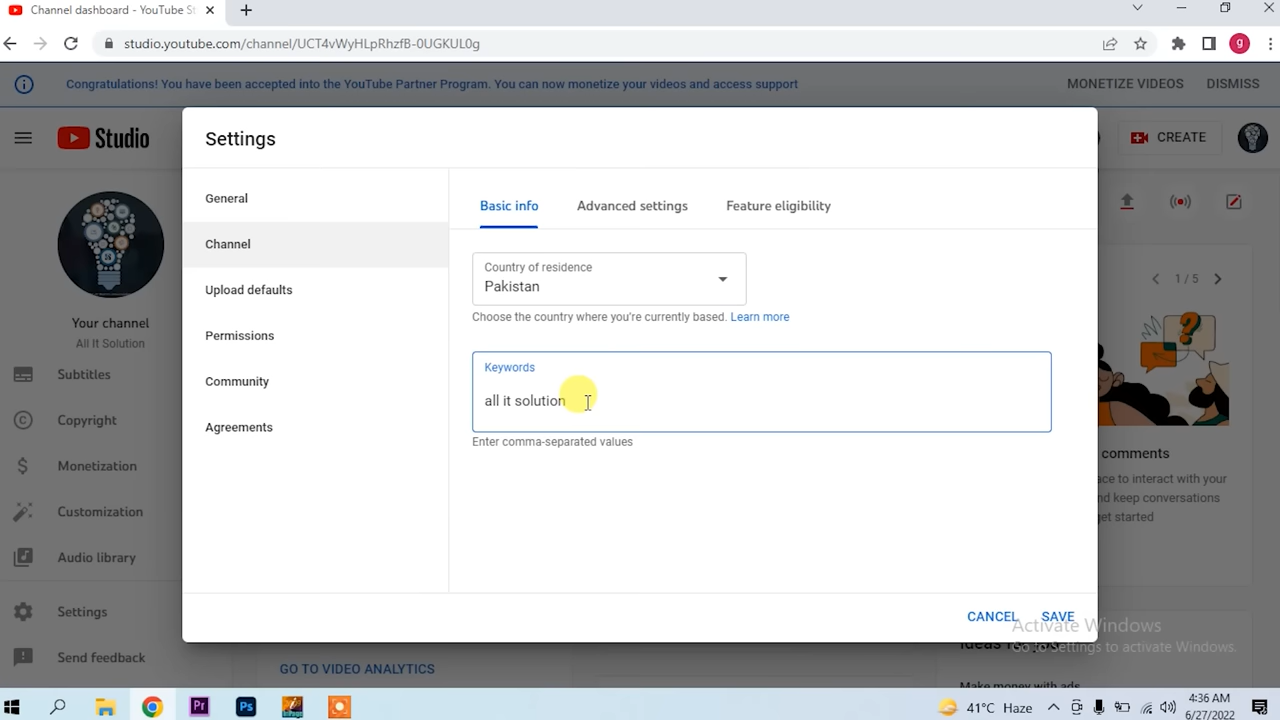 Channel dashboard - YouTube St
studio.youtube.com/channel/UCT4vWyHLpRhzfB-0UGKUL0g
g
Congratulations! You have been accepted into the YouTube Partner Program. You can now monetize your videos and access support
MONETIZE VIDEOS
DISMISS
Studio
CREATE
Your channel
All It Solution
Subtitles
Copyright
Monetization
Customization
Audio library
Settings
Send feedback
Settings
General
Channel
Upload defaults
Permissions
Community
Agreements
Basic info
Advanced settings
Feature eligibility
Country of residence
Pakistan
Choose the country where you're currently based. Learn more
Keywords
all it solution
Enter comma-separated values
CANCEL
SAVE
1 / 5
comments
ace to interact with your
nd keep conversations
get started
Activate Windows
Go to Settings to activate Windows.
Make money with ads
GO TO VIDEO ANALYTICS
Pr
Ps
41°C Haze
4:36 AM
6/27/2022